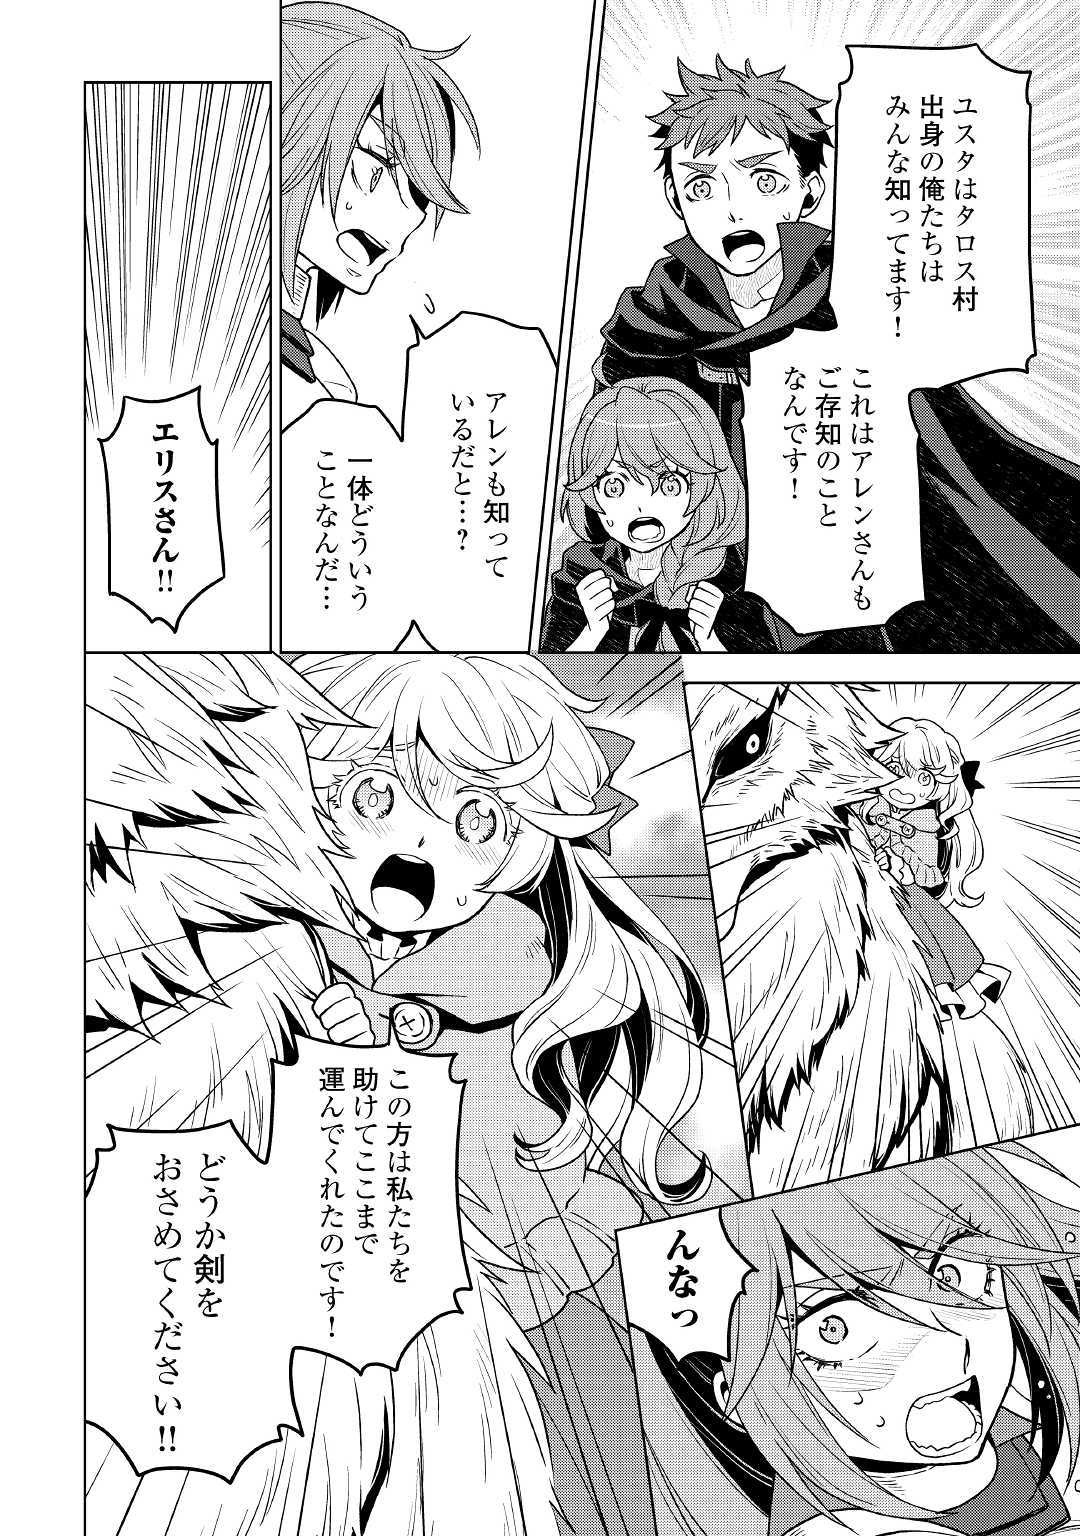 ユスタはタロス村
出身の俺たちは
みんな知ってます!
これはアレンさんも
ご存知のこと
なんです!
アレンも知って
いるだと…?
一体どういう
ことなんだ…
エリスさん!!
んなっ
この方は私たちを
助けてここまで
運んでくれたのです!
どうか剣を
おさめてください!!